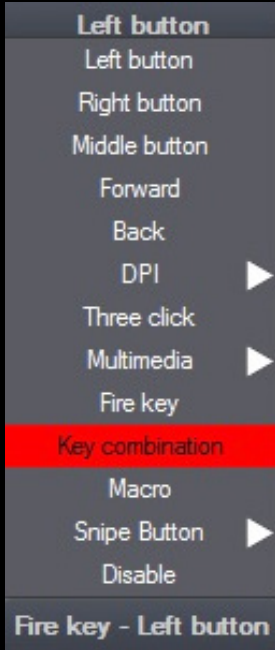 Left button
Left button
Right button
Middle button
Forward
Back
DPI
Three click
Multimedia
Fire key
Key combination
Macro
Snipe Button
Disable
Fire key - Left button